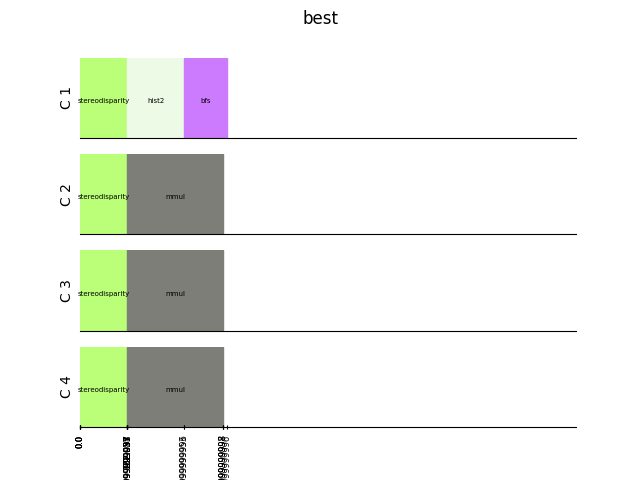 best
C 1
stereodisparity
hist2
bfs
C 2
stereodisparity
mmul
C 3
stereodisparity
mmul
C 4
stereodisparity
mmul
0.0